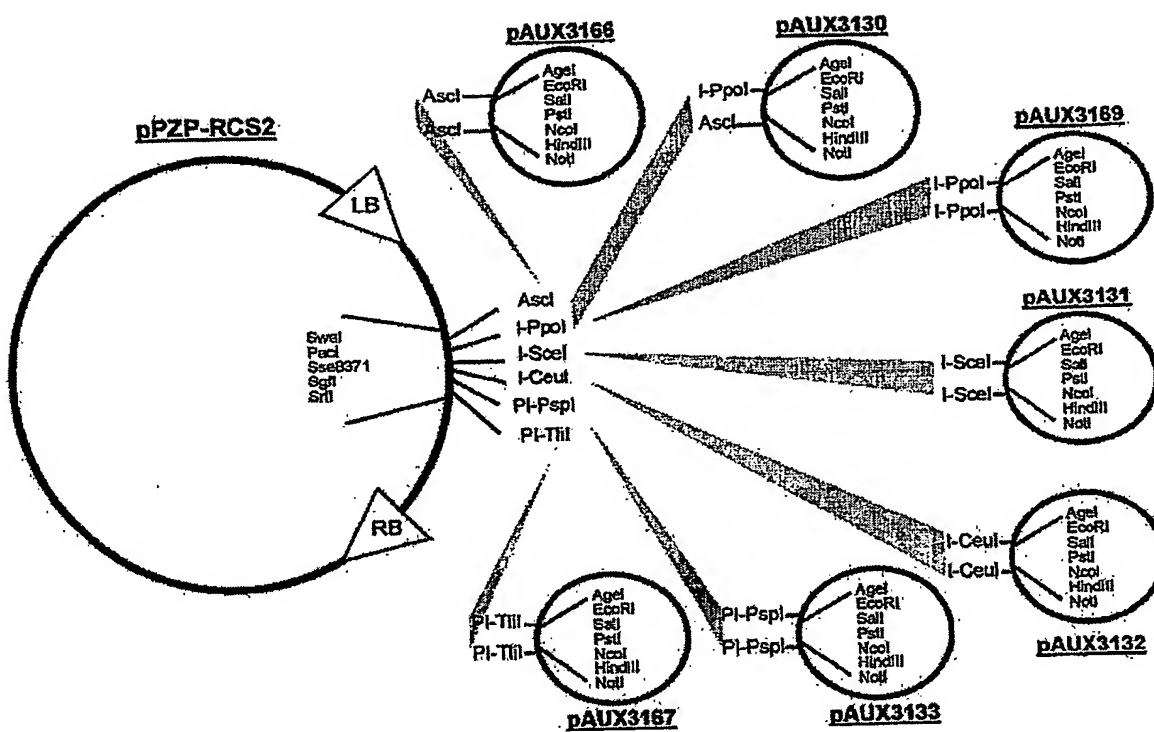 pAUX3166
AscI
AscI
AgeI
EcoRI
SalI
PstI
NcoI
HindIII
NotI
pAUX3130
I-PpoI
AscI
AgeI
EcoRI
SalI
PstI
NcoI
HindIII
NotI
pAUX3169
I-PpoI
I-PpoI
AgeI
EcoRI
SalI
PstI
NcoI
HindIII
NotI
pPZP-RCS2
LB
RB
SwaI
PacI
Sse8371
SgfI
SrfI
AscI
I-PpoI
I-SceI
I-CeuI
PI-PspI
PI-TliI
pAUX3131
I-SceI
I-SceI
AgeI
EcoRI
SalI
PstI
NcoI
HindIII
NotI
I-CeuI
I-CeuI
AgeI
EcoRI
SalI
PstI
NcoI
HindIII
NotI
pAUX3132
PI-TliI
PI-TliI
AgeI
EcoRI
SalI
PstI
NcoI
HindIII
NotI
pAUX3167
PI-PspI
PI-PspI
AgeI
EcoRI
SalI
PstI
NcoI
HindIII
NotI
pAUX3133